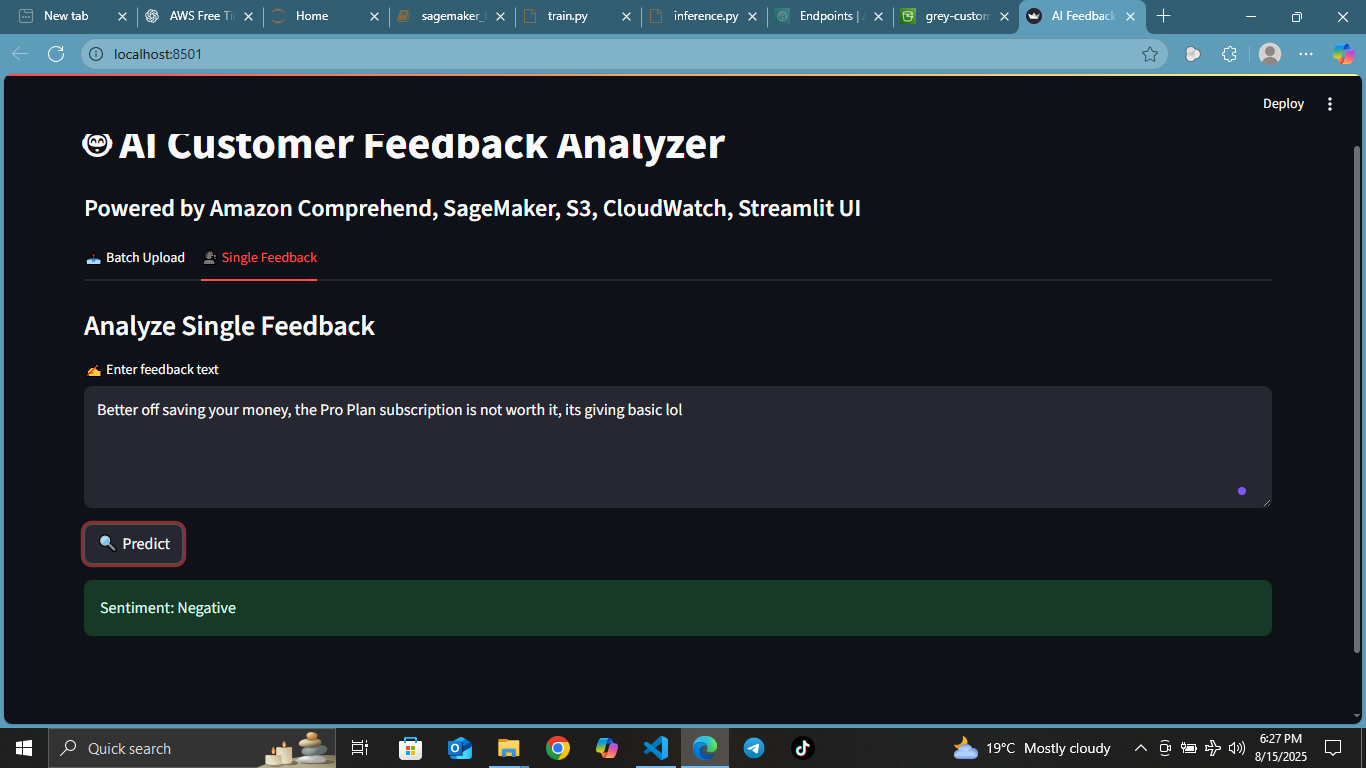 New tab
AWS Free Ti
Home
sagemaker_
train.py
inference.py
Endpoints |
grey-custom
AI Feedback
localhost:8501
Deploy
AI Customer Feedback Analyzer
Powered by Amazon Comprehend, SageMaker, S3, CloudWatch, Streamlit UI
Batch Upload
Single Feedback
Analyze Single Feedback
Enter feedback text
Better off saving your money, the Pro Plan subscription is not worth it, its giving basic lol
Predict
Sentiment: Negative
Quick search
19°C Mostly cloudy
6:27 PM
8/15/2025